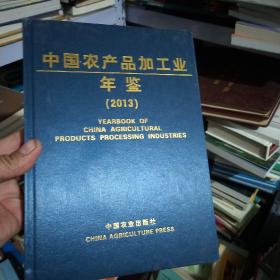 中国农产品加工业
年鉴
(2013)
YEARBOOK OF
CHINA AGRICULTURAL
PRODUCTS PROCESSING INDUSTRIES
中国农业出版社
CHINA AGRICULTURE PRESS